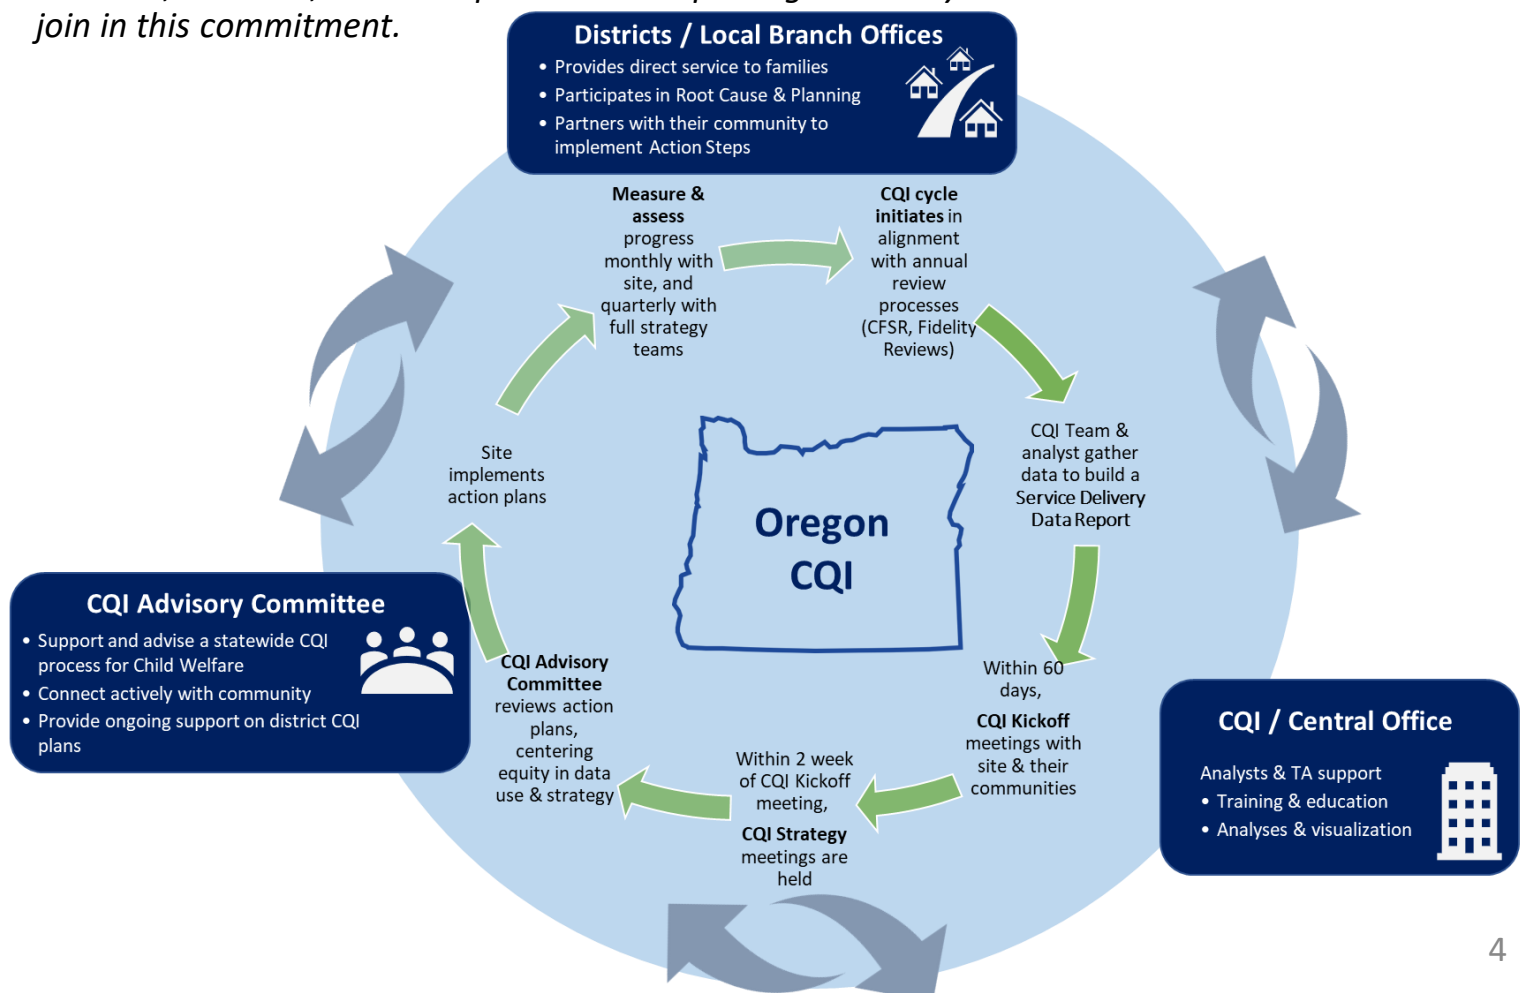 join in this commitment.
Districts / Local Branch Offices
• Provides direct service to families
• Participates in Root Cause & Planning
• Partners with their community to
implement Action Steps
Measure &
assess
progress
monthly with
site, and
quarterly with
full strategy
teams
CQI cycle
initiates in
alignment
with annual
review
processes
(CFSR, Fidelity
Reviews)
CQI Team &
analyst gather
data to build a
Service Delivery
Data Report
Within 60
days,
CQI Kickoff
meetings with
site & their
communities
Within 2 week
of CQI Kickoff
meeting,
CQI Strategy
meetings are
held
CQI Advisory
Committee
reviews action
plans,
centering
equity in data
use & strategy
Site
implements
action plans
Oregon
CQI
CQI Advisory Committee
• Support and advise a statewide CQI
process for Child Welfare
• Connect actively with community
• Provide ongoing support on district CQI
plans
CQI / Central Office
Analysts & TA support
• Training & education
• Analyses & visualization
4